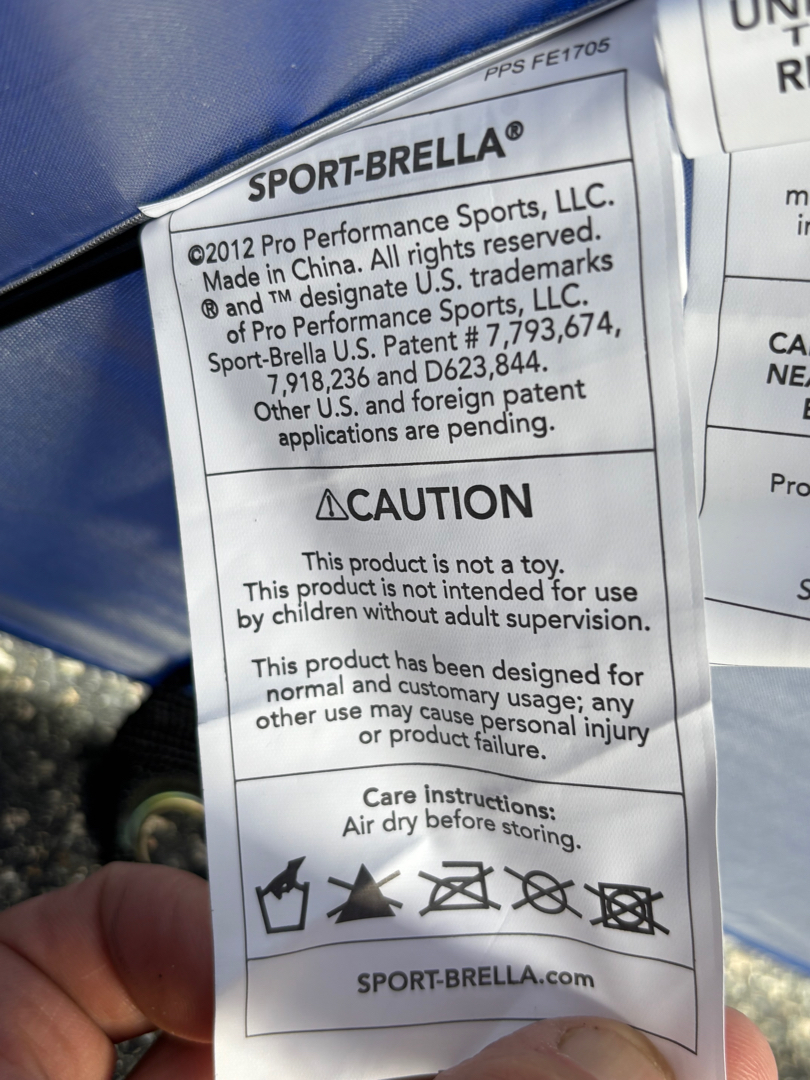 PPS FE1705
SPORT-BRELLA®
©2012 Pro Performance Sports, LLC.
Made in China. All rights reserved.
® and ™ designate U.S. trademarks
of Pro Performance Sports, LLC.
Sport-Brella U.S. Patent # 7,793,674,
7,918,236 and D623,844.
Other U.S. and foreign patent
applications are pending.
⚠CAUTION
This product is not a toy.
This product is not intended for use
by children without adult supervision.
This product has been designed for
normal and customary usage; any
other use may cause personal injury
or product failure.
Care instructions:
Air dry before storing.
SPORT-BRELLA.com